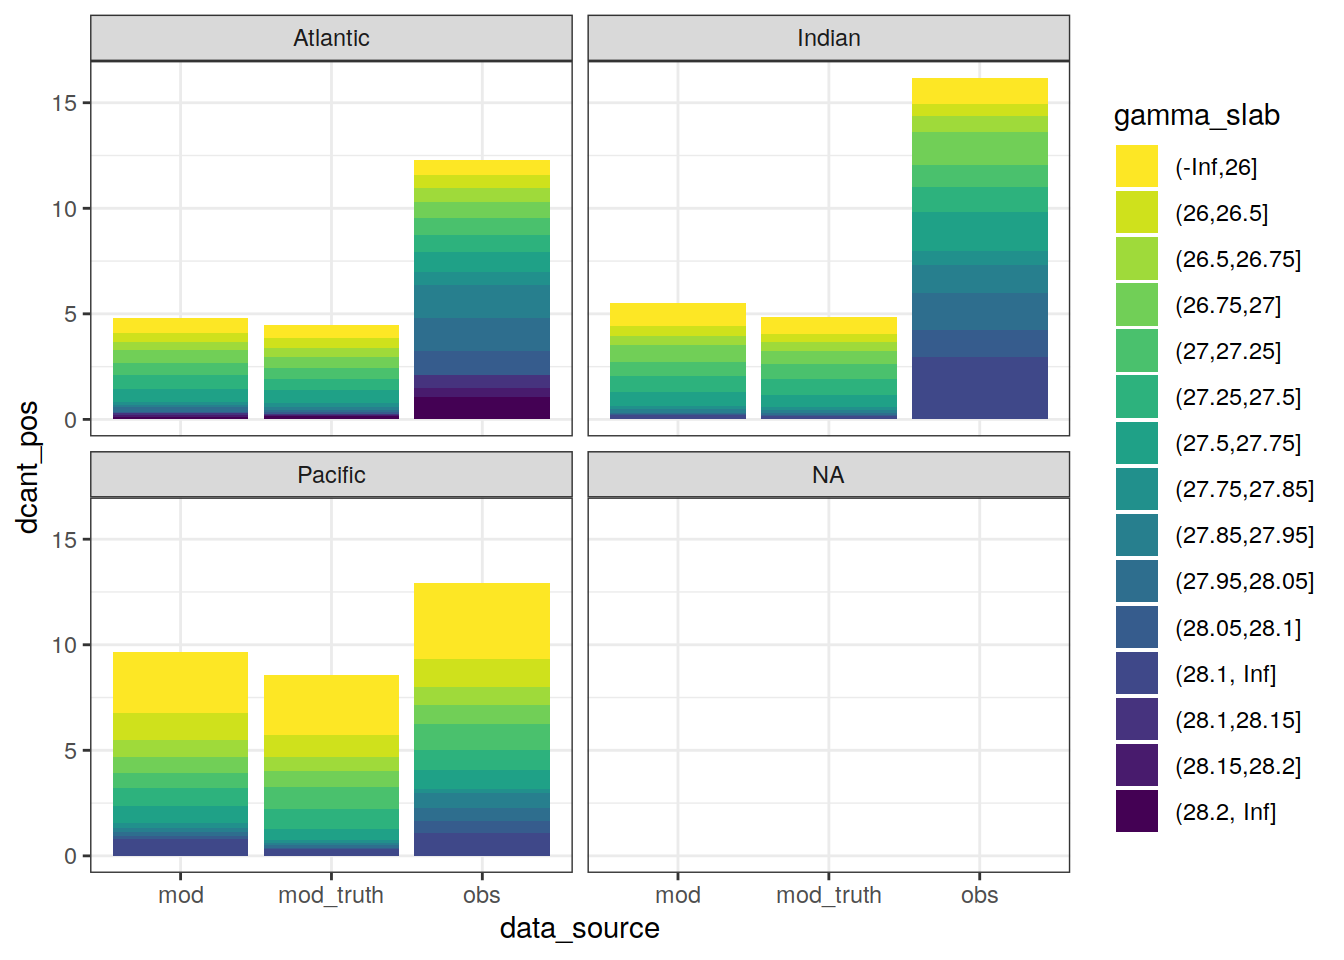 Atlantic
Indian
15
10
5
0
Pacific
NA
15
10
5
0
dcant_pos
mod mod_truth obs
mod mod_truth obs
data_source
gamma_slab
(-Inf,26]
(26,26.5]
(26.5,26.75]
(26.75,27]
(27,27.25]
(27.25,27.5]
(27.5,27.75]
(27.75,27.85]
(27.85,27.95]
(27.95,28.05]
(28.05,28.1]
(28.1, Inf]
(28.1,28.15]
(28.15,28.2]
(28.2, Inf]